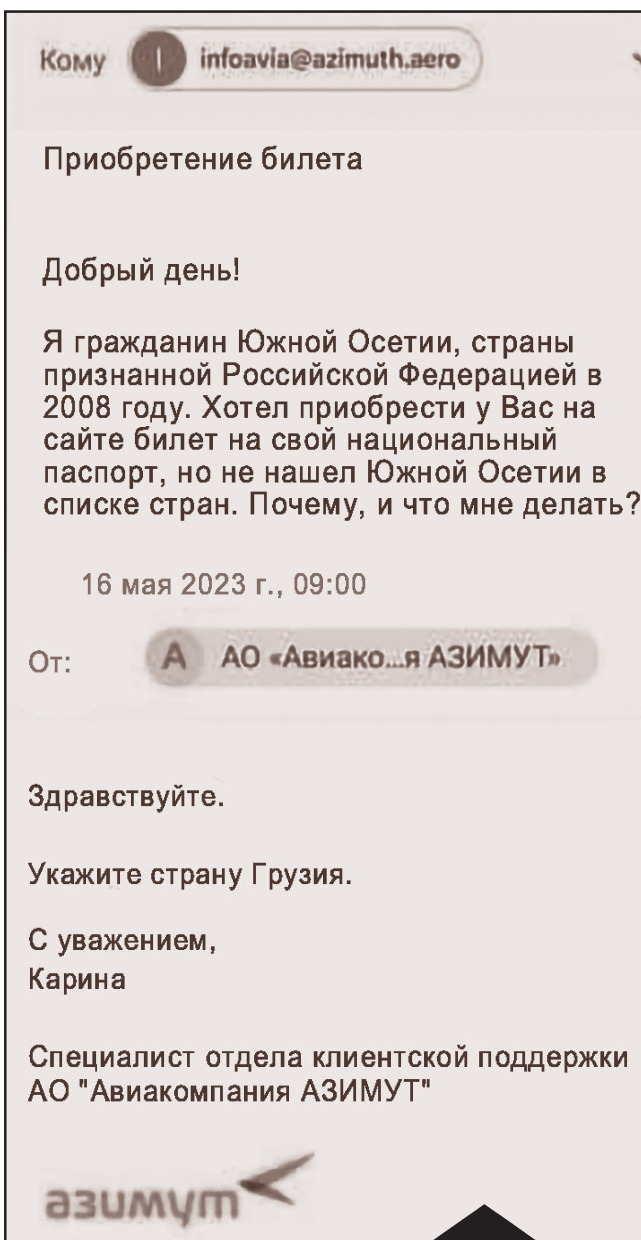 Кому I infoavia@azimuth.aero
Приобретение билета
Добрый день!
Я гражданин Южной Осетии, страны
признанной Российской Федерацией в
2008 году. Хотел приобрести у Вас на
сайте билет на свой национальный
паспорт, но не нашел Южной Осетии в
списке стран. Почему, и что мне делать?
16 мая 2023 г., 09:00
От: А АО «Авиако...я АЗИМУТ»
Здравствуйте.
Укажите страну Грузия.
С уважением,
Карина
Специалист отдела клиентской поддержки
АО "Авиакомпания АЗИМУТ"
азимут